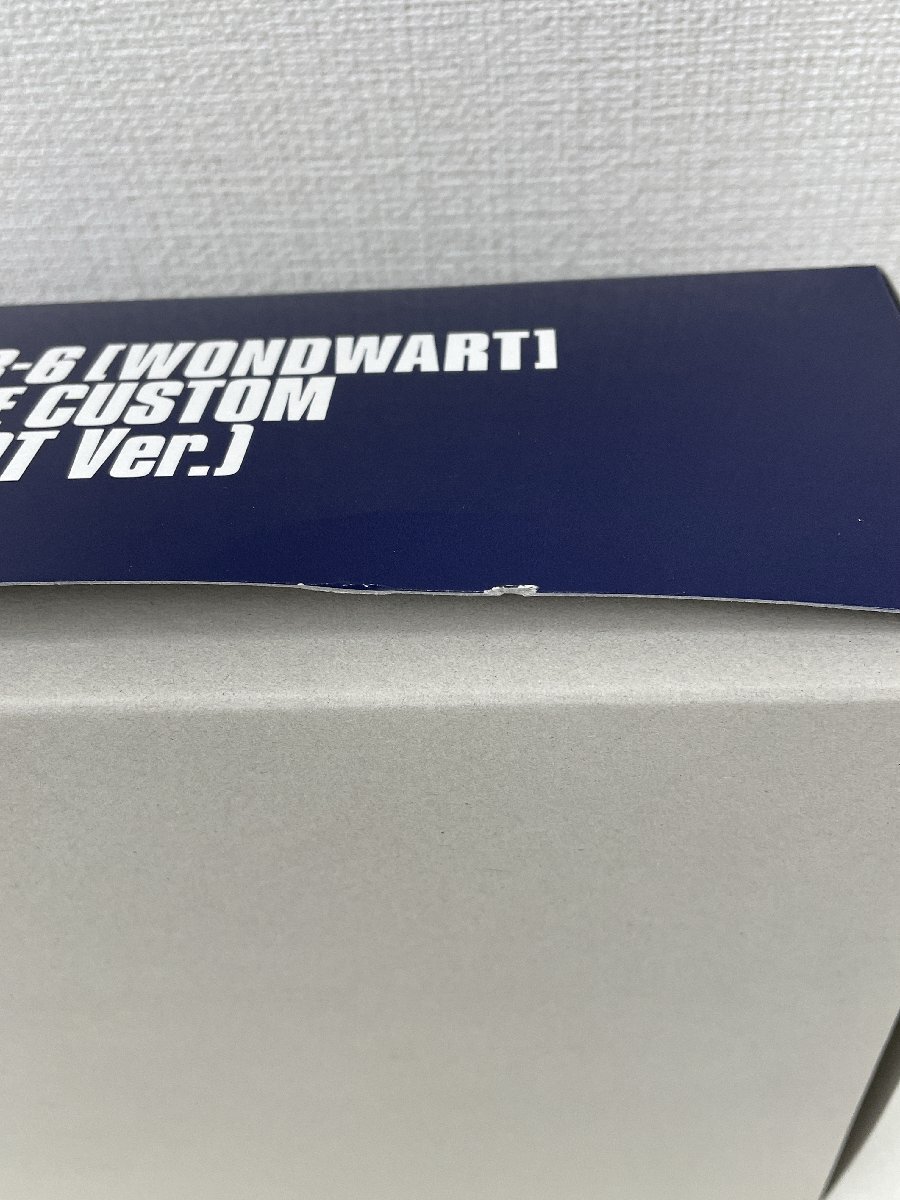 -6 [WONDWART]
CUSTOM
T Ver.)